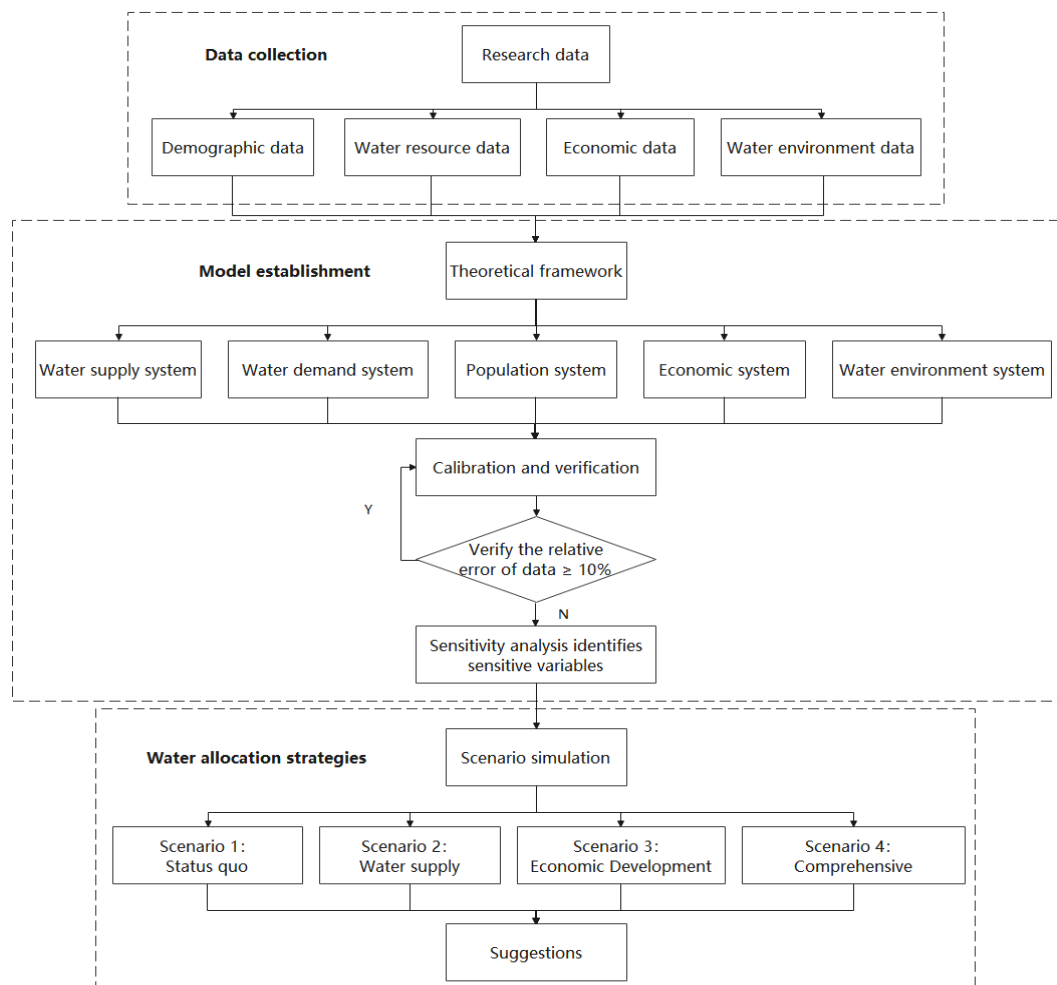 Data collection
Research data
Demographic data
Water resource data
Economic data
Water environment data
Model establishment
Theoretical framework
Water supply system
Water demand system
Population system
Economic system
Water environment system
Calibration and verification
Y
Verify the relative
error of data ≥ 10%
N
Sensitivity analysis identifies
sensitive variables
Water allocation strategies
Scenario simulation
Scenario 1:
Status quo
Scenario 2:
Water supply
Scenario 3:
Economic Development
Scenario 4:
Comprehensive
Suggestions